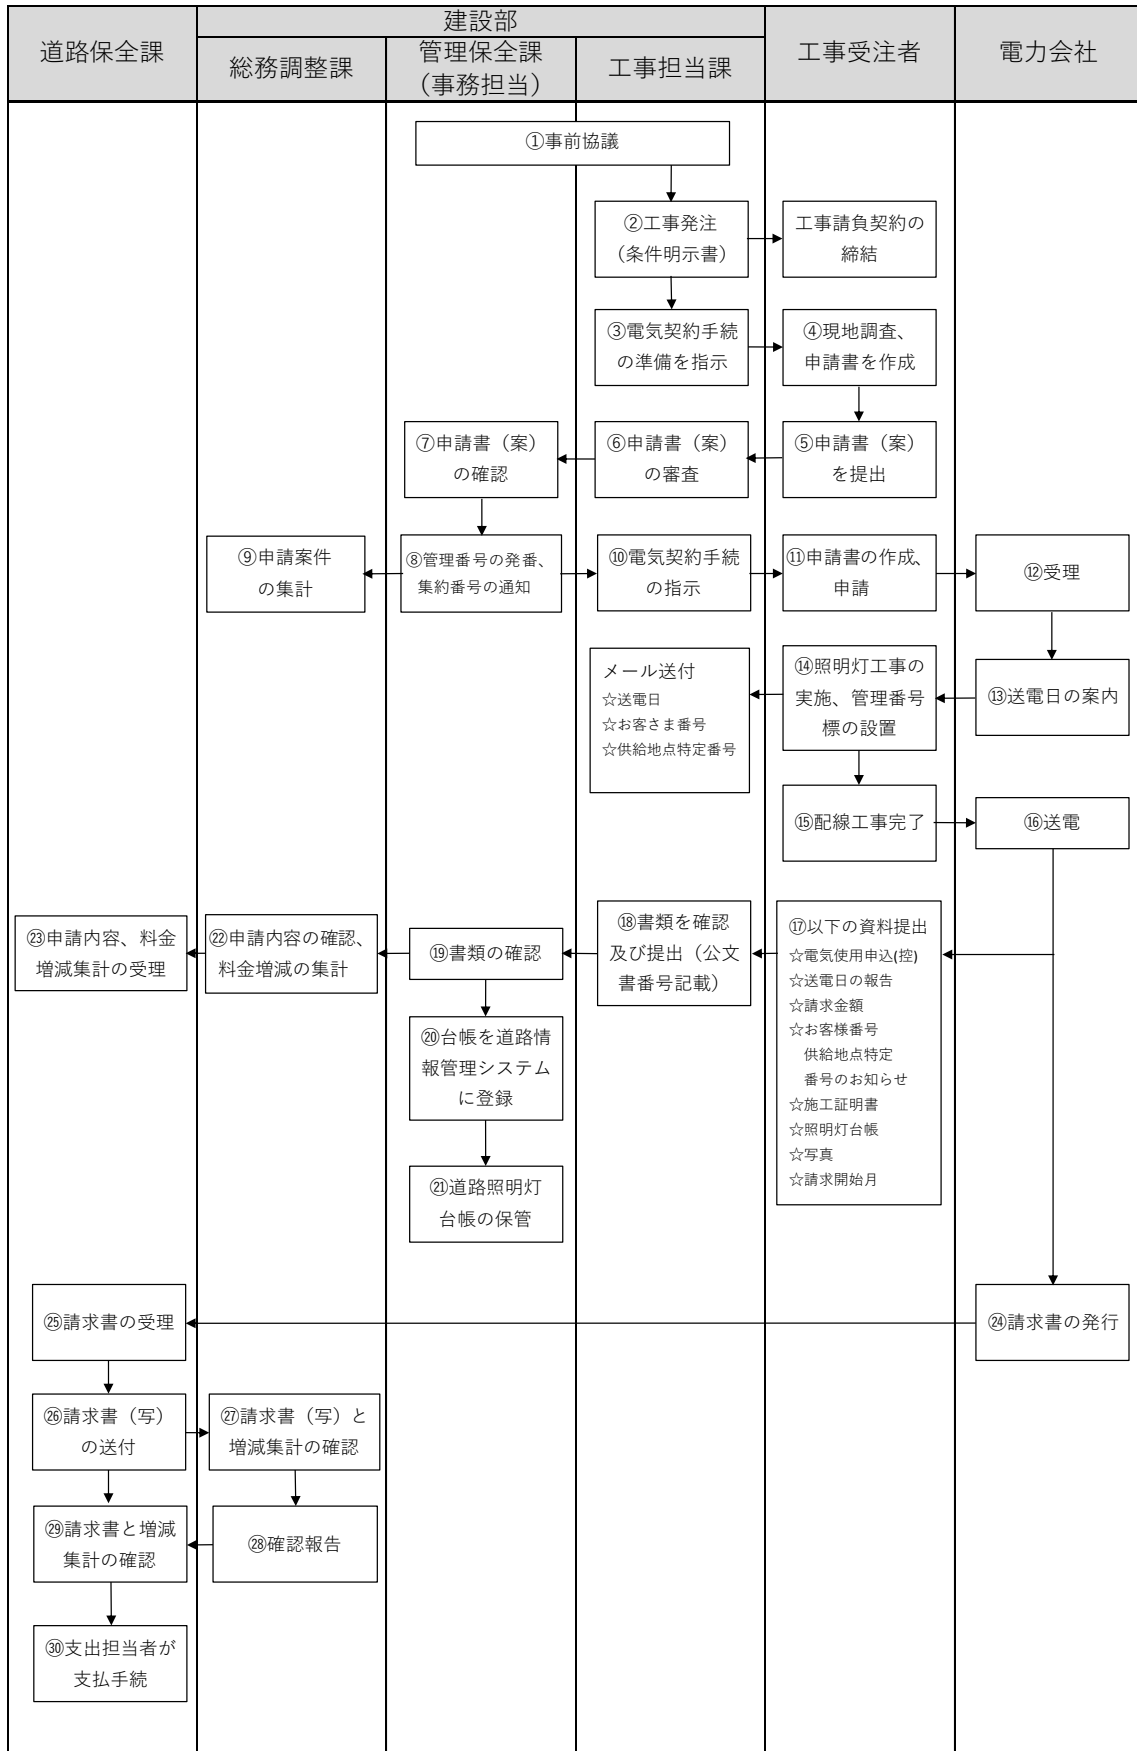 建設部
道路保全課
総務調整課
管理保全課
（事務担当）
工事担当課
工事受注者
電力会社
①事前協議
②工事発注
（条件明示書）
工事請負契約の
締結
③電気契約手続
の準備を指示
④現地調査、
申請書を作成
⑦申請書（案）
の確認
⑥申請書（案）
の審査
⑤申請書（案）
を提出
⑨申請案件
の集計
⑧管理番号の発番、
集約番号の通知
⑩電気契約手続
の指示
⑪申請書の作成、
申請
⑫受理
メール送付
☆送電日
☆お客さま番号
☆供給地点特定番号
⑭照明灯工事の
実施、管理番号
標の設置
⑬送電日の案内
⑮配線工事完了
⑯送電
㉓申請内容、料金
増減集計の受理
㉒申請内容の確認、
料金増減の集計
⑲書類の確認
⑱書類を確認
及び提出（公文
書番号記載）
⑰以下の資料提出
☆電気使用申込(控)
☆送電日の報告
☆請求金額
☆お客様番号
供給地点特定
番号のお知らせ
☆施工証明書
☆照明灯台帳
☆写真
☆請求開始月
⑳台帳を道路情
報管理システム
に登録
㉑道路照明灯
台帳の保管
㉕請求書の受理
㉔請求書の発行
㉖請求書（写）
の送付
㉗請求書（写）と
増減集計の確認
㉙請求書と増減
集計の確認
㉘確認報告
㉚支出担当者が
支払手続